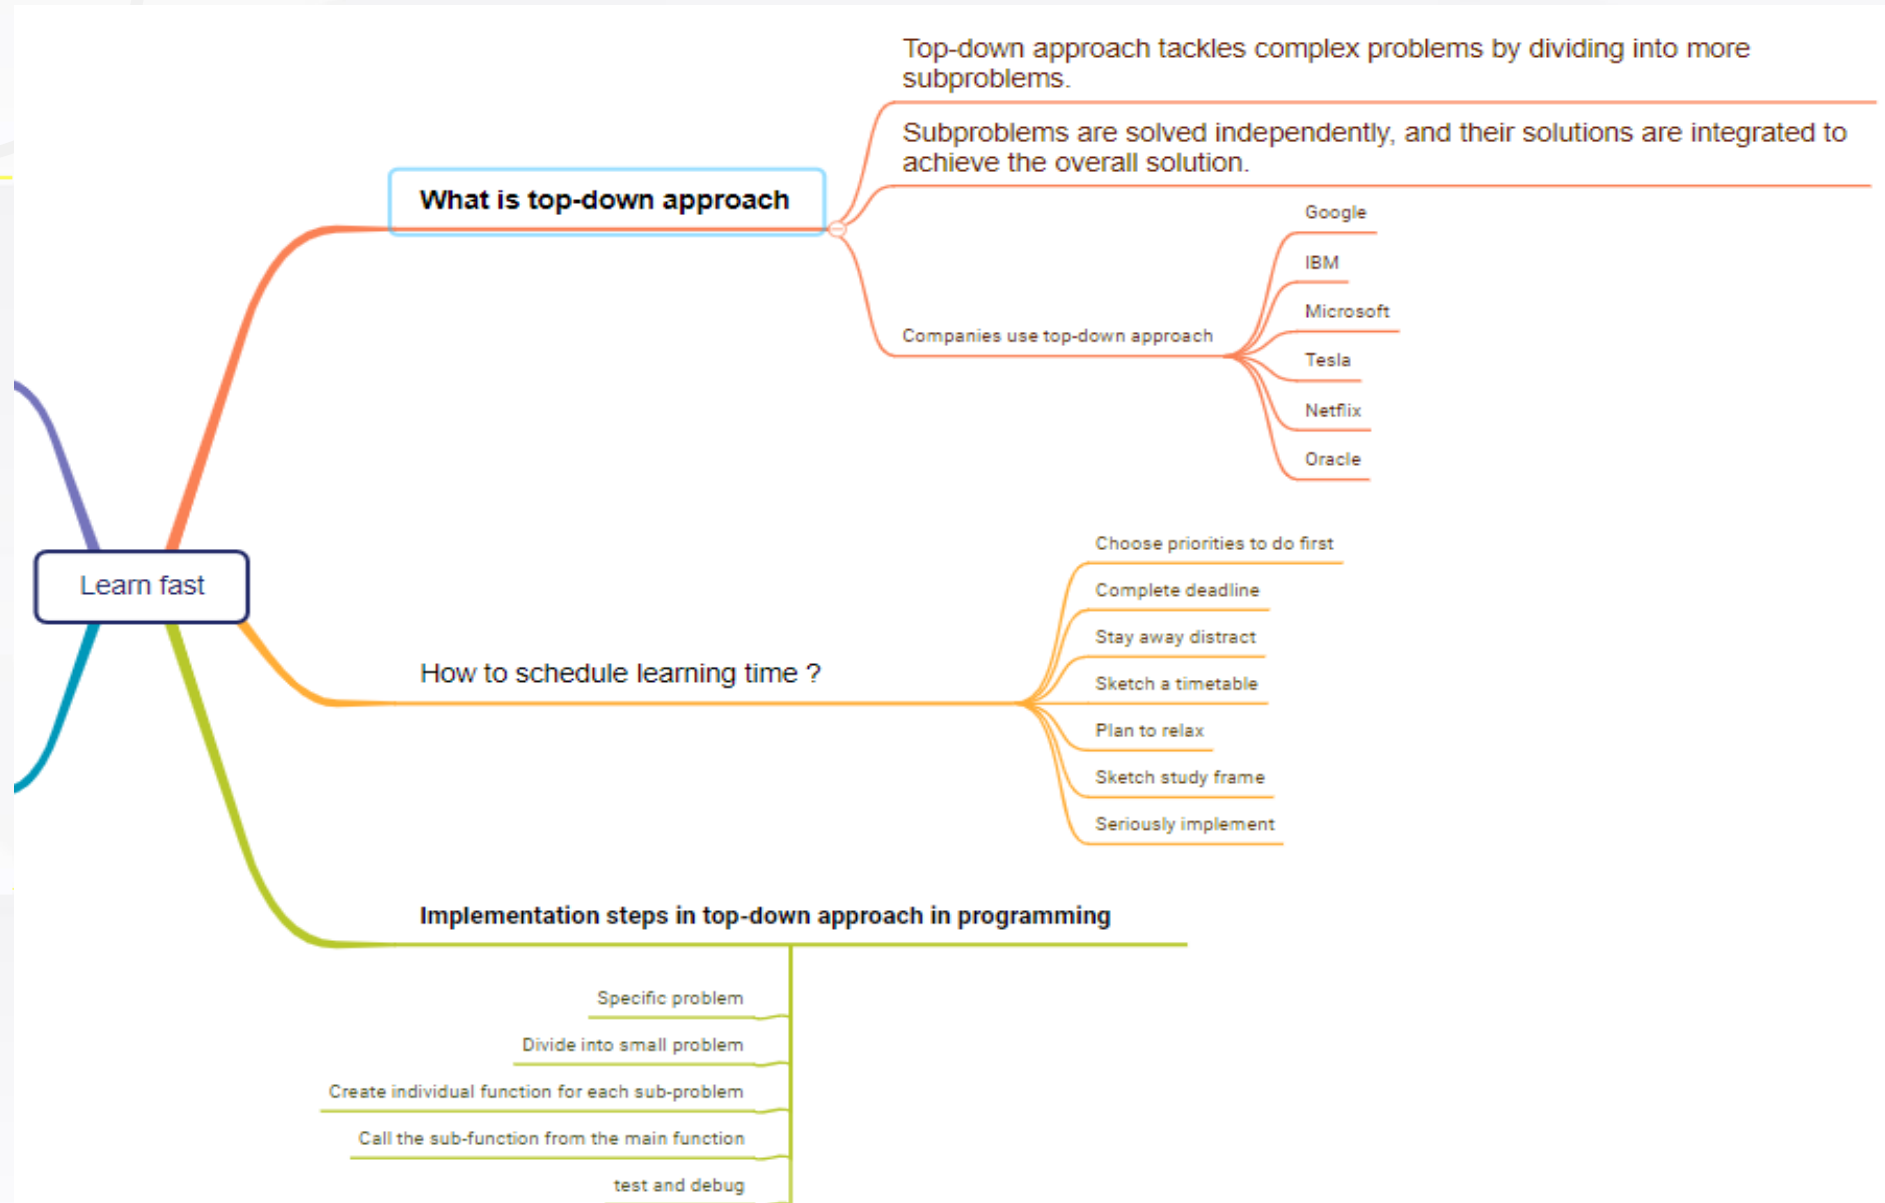 Top-down approach tackles complex problems by dividing into more
subproblems.
Subproblems are solved independently, and their solutions are integrated to
achieve the overall solution.
What is top-down approach
Google
IBM
Microsoft
Companies use top-down approach
Tesla
Netflix
Oracle
Learn fast
Choose priorities to do first
Complete deadline
Stay away distract
How to schedule learning time ?
Sketch a timetable
Plan to relax
Sketch study frame
Seriously implement
Implementation steps in top-down approach in programming
Specific problem
Divide into small problem
Create individual function for each sub-problem
Call the sub-function from the main function
test and debug